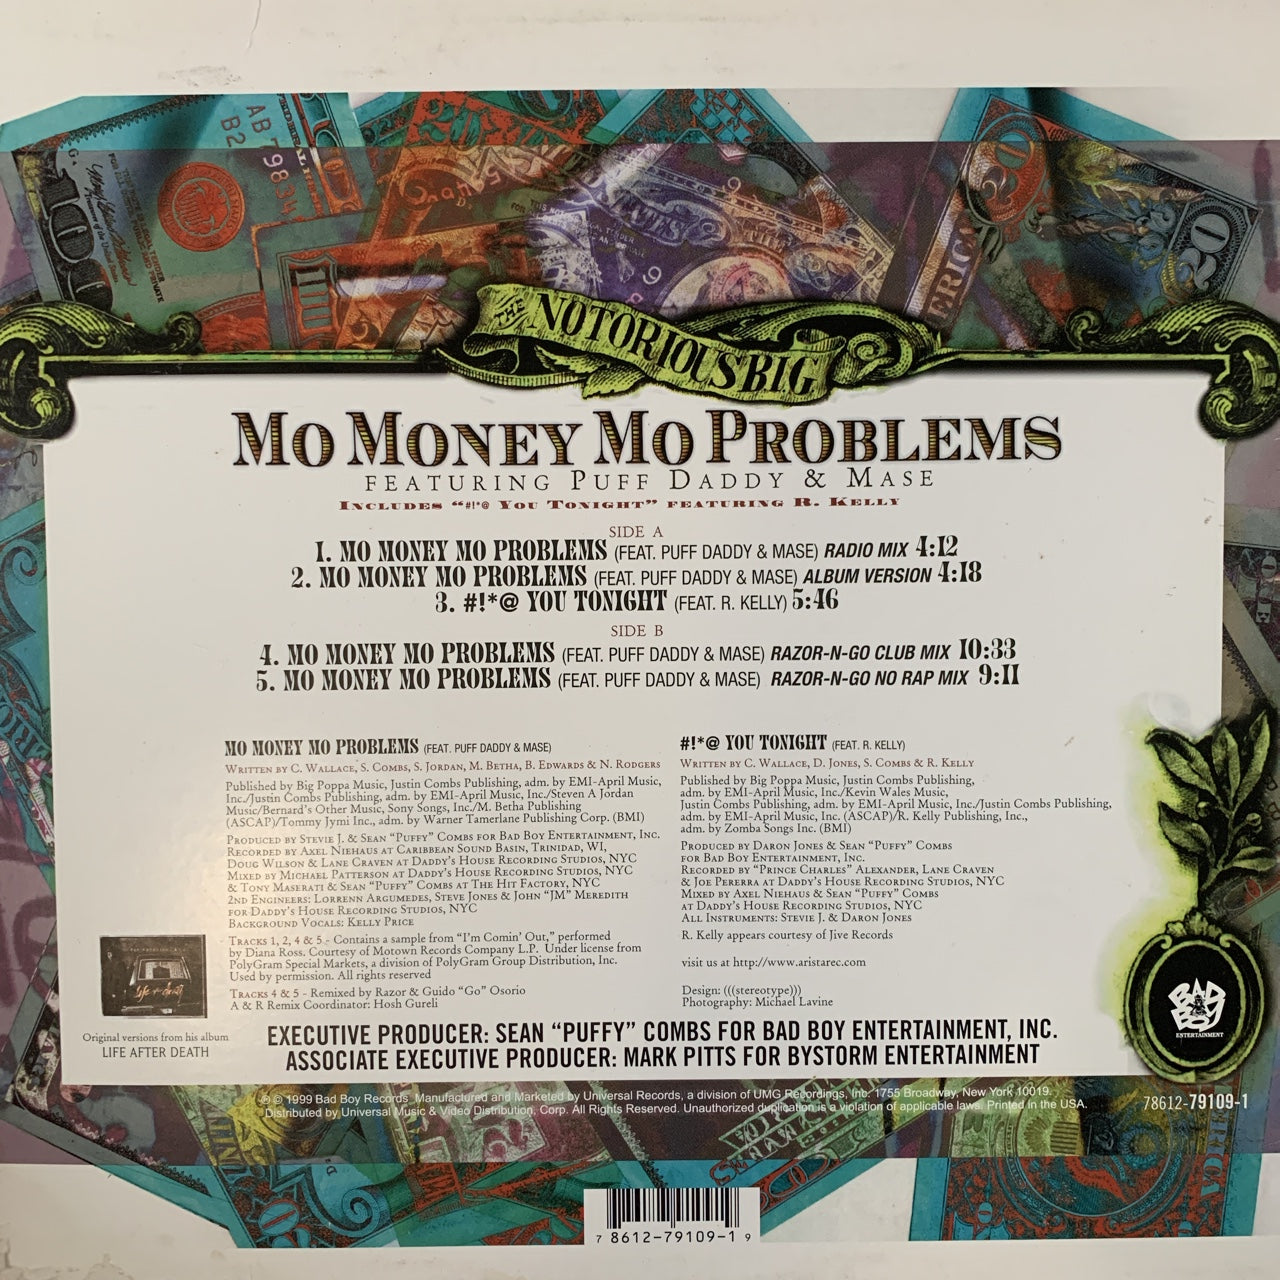 100
AB
B2
7983
20
20
ERICA
THE NOTORIOUS BIG
MO MONEY MO PROBLEMS
FEATURING PUFF DADDY & MASE
INCLUDES “#!*@ YOU TONIGHT” FEATURING R. KELLY
SIDE A
1. MO MONEY MO PROBLEMS (FEAT. PUFF DADDY & MASE) RADIO MIX 4:12
2. MO MONEY MO PROBLEMS (FEAT. PUFF DADDY & MASE) ALBUM VERSION 4:18
3. #!*@ YOU TONIGHT (FEAT. R. KELLY) 5:46
SIDE B
4. MO MONEY MO PROBLEMS (FEAT. PUFF DADDY & MASE) RAZOR-N-GO CLUB MIX 10:33
5. MO MONEY MO PROBLEMS (FEAT. PUFF DADDY & MASE) RAZOR-N-GO NO RAP MIX 9:11
MO MONEY MO PROBLEMS (FEAT. PUFF DADDY & MASE)
WRITTEN BY C. WALLACE, S. COMBS, S. JORDAN, M. BETHA, B. EDWARDS & N. RODGERS
Published by Big Poppa Music, Justin Combs Publishing, adm. by EMI-April Music,
Inc./Justin Combs Publishing, adm. by EMI-April Music, Inc./Steven A Jordan
Music/Bernard's Other Music, Sony Songs, Inc./M. Betha Publishing
(ASCAP)/Tommy Jymi Inc., adm. by Warner Tamerlane Publishing Corp. (BMI)
PRODUCED BY STEVIE J. & SEAN “PUFFY” COMBS FOR BAD BOY ENTERTAINMENT, INC.
RECORDED BY AXEL NIEHAUS AT CARIBBEAN SOUND BASIN, TRINIDAD, WI,
DOUG WILSON & LANE CRAVEN AT DADDY'S HOUSE RECORDING STUDIOS, NYC
MIXED BY MICHAEL PATTERSON AT DADDY'S HOUSE RECORDING STUDIOS, NYC
& TONY MASERATI & SEAN “PUFFY” COMBS AT THE HIT FACTORY, NYC
2ND ENGINEERS: LORRENN ARGUMEDES, STEVE JONES & JOHN “JM” MEREDITH
FOR DADDY'S HOUSE RECORDING STUDIOS, NYC
BACKGROUND VOCALS: KELLY PRICE
TRACKS 1, 2, 4 & 5 - Contains a sample from “I'm Comin' Out,” performed
by Diana Ross. Courtesy of Motown Records Company L.P. Under license from
PolyGram Special Markets, a division of PolyGram Group Distribution, Inc.
Used by permission. All rights reserved
TRACKS 4 & 5 - Remixed by Razor & Guido “Go” Osorio
A & R Remix Coordinator: Hosh Gureli
#!*@ YOU TONIGHT (FEAT. R. KELLY)
WRITTEN BY C. WALLACE, D. JONES, S. COMBS & R. KELLY
Published by Big Poppa Music, Justin Combs Publishing,
adm. by EMI-April Music, Inc./Kevin Wales Music,
Justin Combs Publishing, adm. by EMI-April Music, Inc./Justin Combs Publishing,
adm. by EMI-April Music, Inc. (ASCAP)/R. Kelly Publishing, Inc.,
adm. by Zomba Songs Inc. (BMI)
PRODUCED BY DARON JONES & SEAN “PUFFY” COMBS
FOR BAD BOY ENTERTAINMENT, INC.
RECORDED BY “PRINCE CHARLES” ALEXANDER, LANE CRAVEN
& JOE PERERRA AT DADDY'S HOUSE RECORDING STUDIOS, NYC
MIXED BY AXEL NIEHAUS & SEAN “PUFFY” COMBS
AT DADDY'S HOUSE RECORDING STUDIOS, NYC
ALL INSTRUMENTS: STEVIE J. & DARON JONES
R. Kelly appears courtesy of Jive Records
visit us at http://www.aristarec.com
Design: (((stereotype)))
Photography: Michael Lavine
life after death
Original versions from his album
LIFE AFTER DEATH
BAD BOY
ENTERTAINMENT
EXECUTIVE PRODUCER: SEAN “PUFFY” COMBS FOR BAD BOY ENTERTAINMENT, INC.
ASSOCIATE EXECUTIVE PRODUCER: MARK PITTS FOR BYSTORM ENTERTAINMENT
℗ © 1999 Bad Boy Records. Manufactured and Marketed by Universal Records, a division of UMG Recordings, Inc. 1755 Broadway, New York 10019.
Distributed by Universal Music & Video Distribution, Corp. All Rights Reserved. Unauthorized duplication is a violation of applicable laws. Printed in the USA.
78612-79109-1
7 8612-79109-1 9